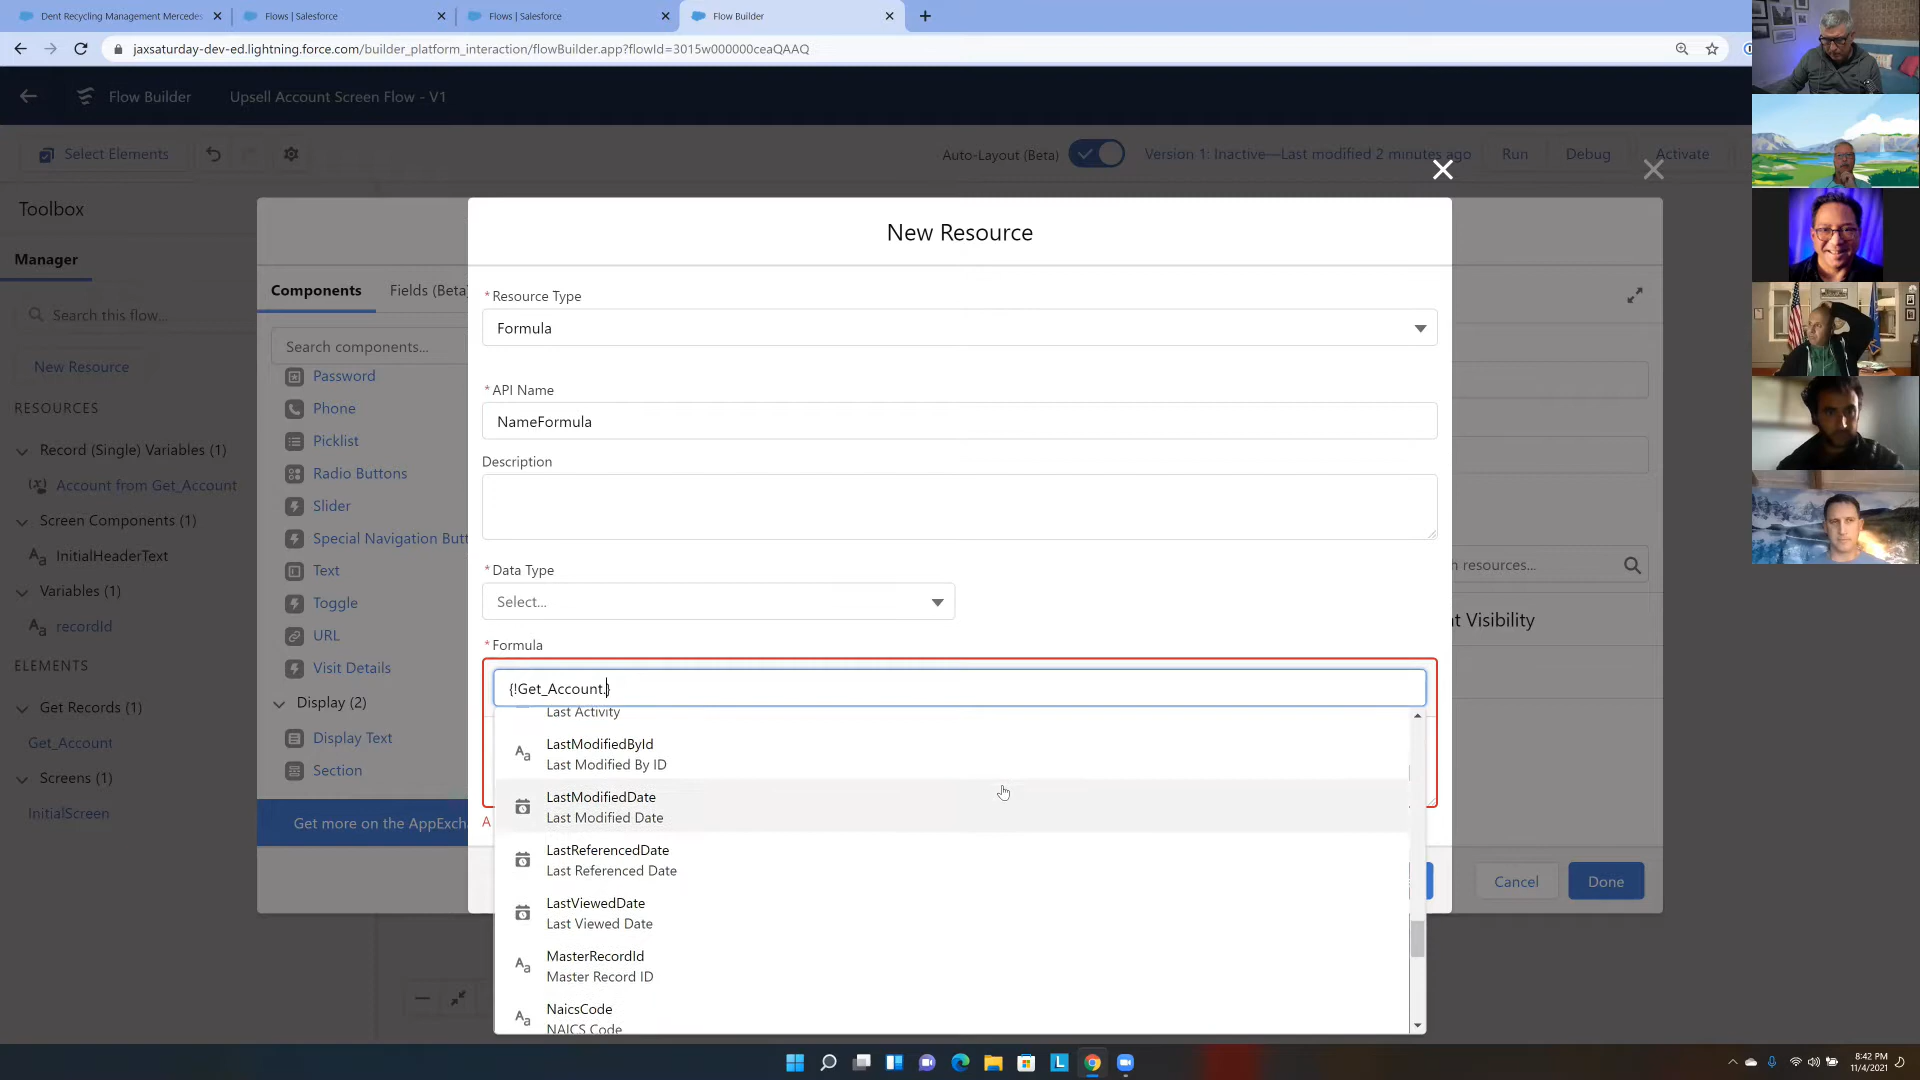 Dent Recycling Management Mercedes
Flows | Salesforce
Flows | Salesforce
Flow Builder
jaxsaturday-dev-ed.lightning.force.com/builder_platform_interaction/flowBuilder.app?flowId=3015w000000ceaQAAQ
Flow Builder
Upsell Account Screen Flow - V1
Select Elements
Auto-Layout (Beta)
Version 1: Inactive—Last modified 2 minutes ago
Run
Debug
Activate
Toolbox
Manager
Search this flow...
New Resource
RESOURCES
Record (Single) Variables (1)
Account from Get_Account
Screen Components (1)
InitialHeaderText
Variables (1)
recordId
ELEMENTS
Get Records (1)
Get_Account
Screens (1)
InitialScreen
Components
Fields (Beta)
Search components...
Password
Phone
Picklist
Radio Buttons
Slider
Special Navigation Butt
Text
Toggle
URL
Visit Details
Display (2)
Display Text
Section
Get more on the AppExch
New Resource
* Resource Type
Formula
* API Name
NameFormula
Description
* Data Type
Select...
* Formula
{!Get_Account.}
Last Activity
LastModifiedById
Last Modified By ID
LastModifiedDate
Last Modified Date
LastReferencedDate
Last Referenced Date
LastViewedDate
Last Viewed Date
MasterRecordId
Master Record ID
NaicsCode
NAICS Code
A
resources...
t Visibility
Cancel
Done
8:42 PM
11/4/2021